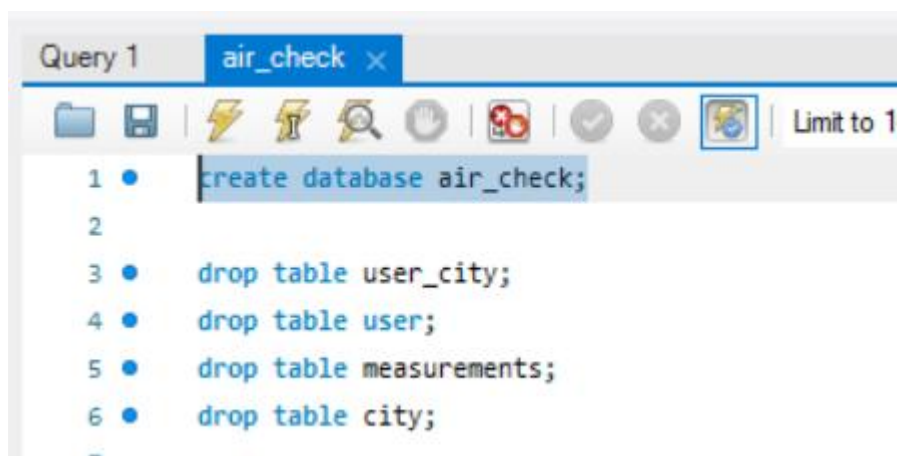 Query 1 air_check
Limit to 1
1 create database air_check;
2
3 drop table user_city;
4 drop table user;
5 drop table measurements;
6 drop table city;